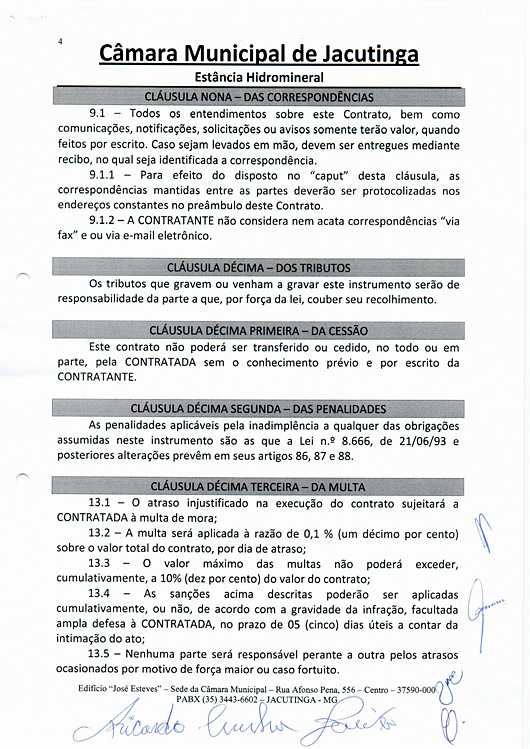 4
Câmara Municipal de Jacutinga
Estância Hidromineral
CLÁUSULA NONA – DAS CORRESPONDÊNCIAS
9.1 – Todos os entendimentos sobre este Contrato, bem como
comunicações, notificações, solicitações ou avisos somente terão valor, quando
feitos por escrito. Caso sejam levados em mão, devem ser entregues mediante
recibo, no qual seja identificada a correspondência.
9.1.1 – Para efeito do disposto no "caput" desta cláusula, as
correspondências mantidas entre as partes deverão ser protocolizadas nos
endereços constantes no preâmbulo deste Contrato.
9.1.2 – A CONTRATANTE não considera nem acata correspondências "via
fax" e ou via e-mail eletrônico.
CLÁUSULA DÉCIMA – DOS TRIBUTOS
Os tributos que gravem ou venham a gravar este instrumento serão de
responsabilidade da parte a que, por força da lei, couber seu recolhimento.
CLÁUSULA DÉCIMA PRIMEIRA – DA CESSÃO
Este contrato não poderá ser transferido ou cedido, no todo ou em
parte, pela CONTRATADA sem o conhecimento prévio e por escrito da
CONTRATANTE.
CLÁUSULA DÉCIMA SEGUNDA – DAS PENALIDADES
As penalidades aplicáveis pela inadimplência a qualquer das obrigações
assumidas neste instrumento são as que a Lei n.º 8.666, de 21/06/93 e
posteriores alterações prevêm em seus artigos 86, 87 e 88.
CLÁUSULA DÉCIMA TERCEIRA – DA MULTA
13.1 – O atraso injustificado na execução do contrato sujeitará a
CONTRATADA à multa de mora;
13.2 – A multa será aplicada à razão de 0,1 % (um décimo por cento)
sobre o valor total do contrato, por dia de atraso;
13.3 – O valor máximo das multas não poderá exceder,
cumulativamente, a 10% (dez por cento) do valor do contrato;
13.4 – As sanções acima descritas poderão ser aplicadas
cumulativamente, ou não, de acordo com a gravidade da infração, facultada
ampla defesa à CONTRATADA, no prazo de 05 (cinco) dias úteis a contar da
intimação do ato;
13.5 – Nenhuma parte será responsável perante a outra pelos atrasos
ocasionados por motivo de força maior ou caso fortuito.
Edifício "José Esteves" – Sede da Câmara Municipal – Rua Afonso Pena, 556 – Centro – 37590-000
PABX (35) 3443-6602 – JACUTINGA - MG
Ricardo